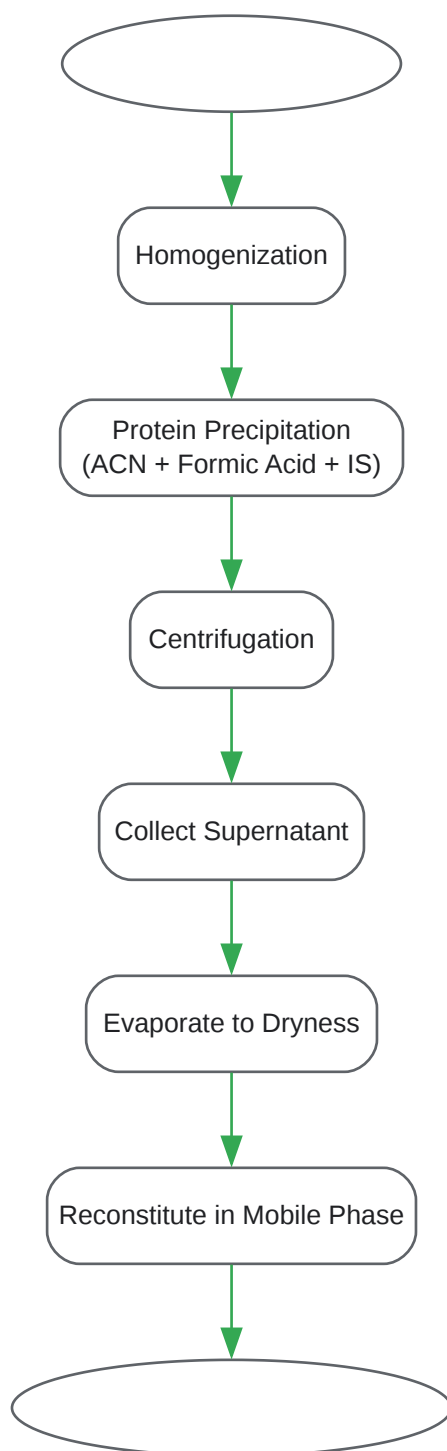 Homogenization
Protein Precipitation
(ACN + Formic Acid + IS)
Centrifugation
Collect Supernatant
Evaporate to Dryness
Reconstitute in Mobile Phase